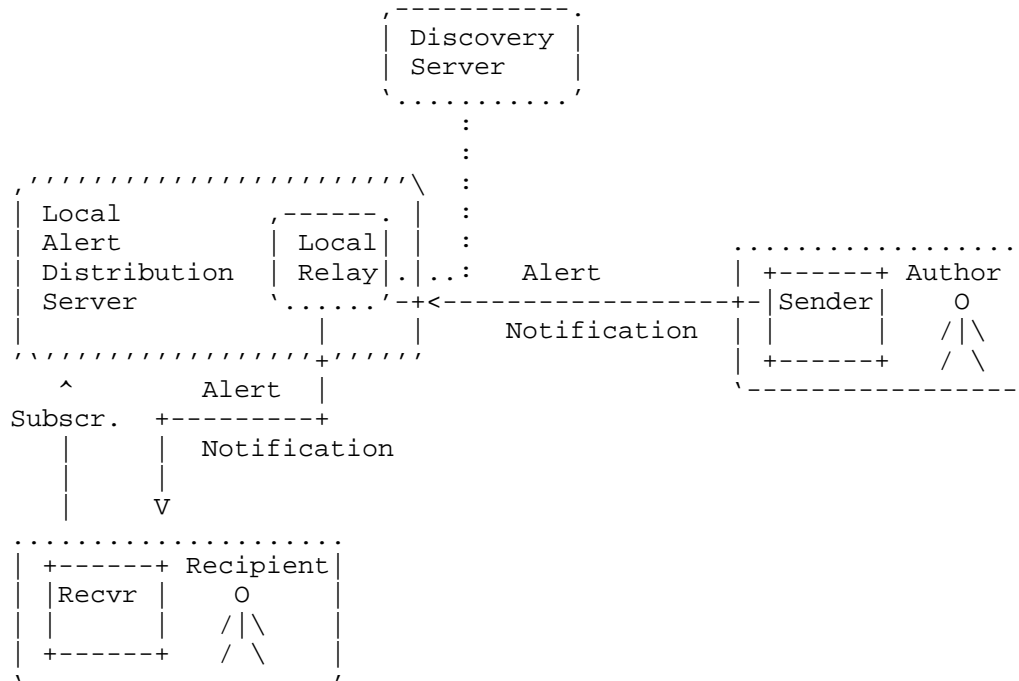 Discovery
Server
Local
Alert
Distribution
Server
Local
Relay
Alert
Notification
Sender
Author
Alert
Notification
Subscr.
Recipient
Recvr